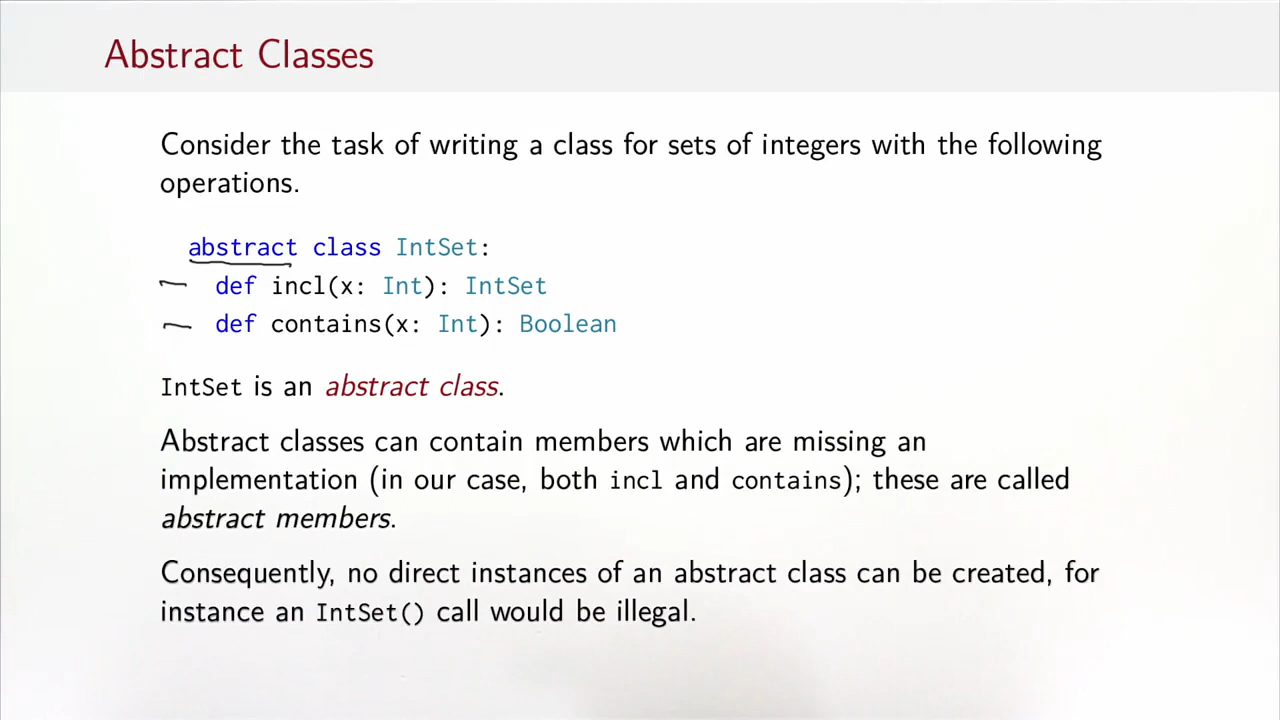 Abstract Classes
Consider the task of writing a class for sets of integers with the following
operations.
abstract class IntSet:
def incl(x: Int): IntSet
def contains(x: Int): Boolean
IntSet is an abstract class.
Abstract classes can contain members which are missing an
implementation (in our case, both incl and contains); these are called
abstract members.
Consequently, no direct instances of an abstract class can be created, for
instance an IntSet() call would be illegal.